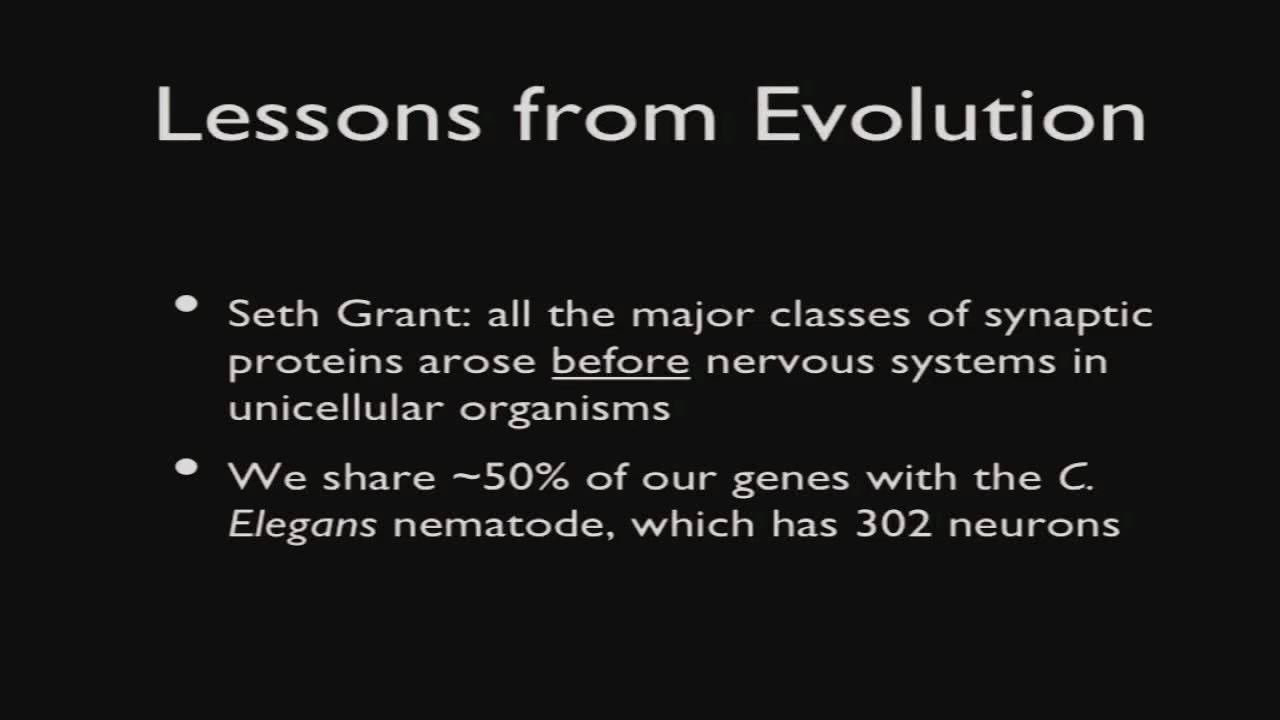 Lessons from Evolution
• Seth Grant: all the major classes of synaptic
proteins arose before nervous systems in
unicellular organisms
• We share ~50% of our genes with the C.
Elegans nematode, which has 302 neurons